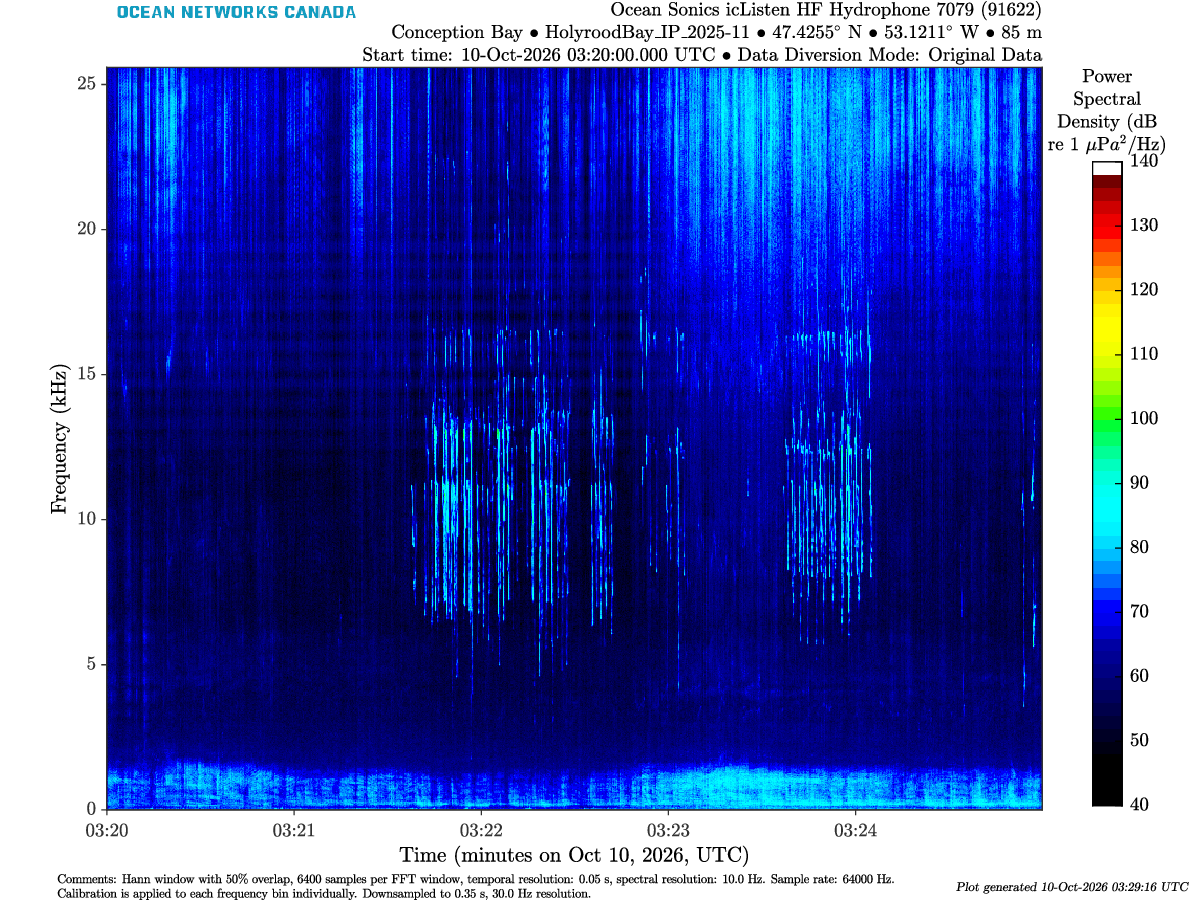 OCEAN NETWORKS CANADA
Ocean Sonics icListen HF Hydrophone 7079 (91622)
Conception Bay • HolyroodBay_IP_2025-11 • 47.4255° N • 53.1211° W • 85 m
Start time: 10-Oct-2026 03:20:00.000 UTC • Data Diversion Mode: Original Data
Power
Spectral
Density (dB
re 1 μPa²/Hz)
140
130
120
110
100
90
80
70
60
50
40
Frequency (kHz)
25
20
15
10
5
0
03:20
03:21
03:22
03:23
03:24
Time (minutes on Oct 10, 2026, UTC)
Comments: Hann window with 50% overlap, 6400 samples per FFT window, temporal resolution: 0.05 s, spectral resolution: 10.0 Hz. Sample rate: 64000 Hz.
Calibration is applied to each frequency bin individually. Downsampled to 0.35 s, 30.0 Hz resolution.
Plot generated 10-Oct-2026 03:29:16 UTC